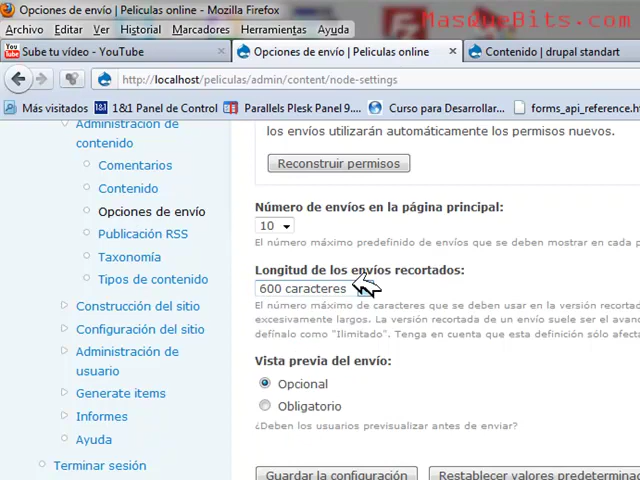 Opciones de envío | Peliculas online - Mozilla Firefox
MasQueBits.com
Archivo Editar Ver Historial Marcadores Herramientas Ayuda
Sube tu vídeo - YouTube
Opciones de envío | Peliculas online ×
Contenido | drupal standart
http://localhost/peliculas/admin/content/node-settings
Más visitados
1&1 Panel de Control
Parallels Plesk Panel 9....
Curso para Desarrollar...
forms_api_reference.h
Administración de
contenido
Comentarios
Contenido
Opciones de envío
Publicación RSS
Taxonomía
Tipos de contenido
Construcción del sitio
Configuración del sitio
Administración de
usuario
Generate items
Informes
Ayuda
Terminar sesión
los envíos utilizarán automáticamente los permisos nuevos.
Reconstruir permisos
Número de envíos en la página principal:
10
El número máximo predefinido de envíos que se deben mostrar en cada p
Longitud de los envíos recortados:
600 caracteres
El número máximo de caracteres que se deben usar en la versión recortad
excesivamente largos. La versión recortada de un envío suele ser el avanc
defínalo como "Ilimitado". Tenga en cuenta que esta definición sólo afecta
Vista previa del envío:
Opcional
Obligatorio
¿Deben los usuarios previsualizar antes de enviar?
Guardar la configuración
Restablecer valores predetermina